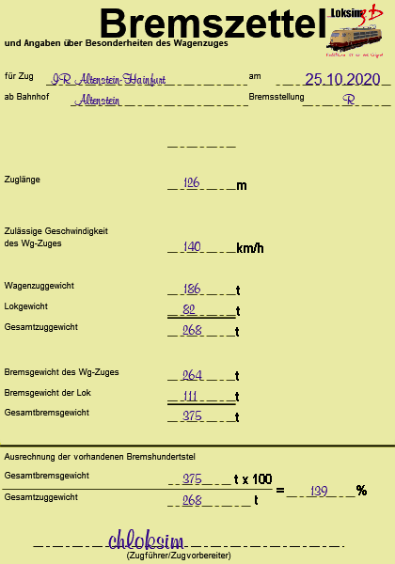 Bremszettel
Loksim3D
und Angaben über Besonderheiten des Wagenzuges
für Zug IR Altenstein-Hainfurt am 25.10.2020
ab Bahnhof Altenstein Bremsstellung R
Zuglänge 126 m
Zulässige Geschwindigkeit
des Wg-Zuges 140 km/h
Wagenzuggewicht 186 t
Lokgewicht 82 t
Gesamtzuggewicht 268 t
Bremsgewicht des Wg-Zuges 264 t
Bremsgewicht der Lok 111 t
Gesamtbremsgewicht 375 t
Ausrechnung der vorhandenen Bremshundertstel
Gesamtbremsgewicht 375 t x 100
= 139 %
Gesamtzuggewicht 268 t
chloksim
(Zugführer/Zugvorbereiter)